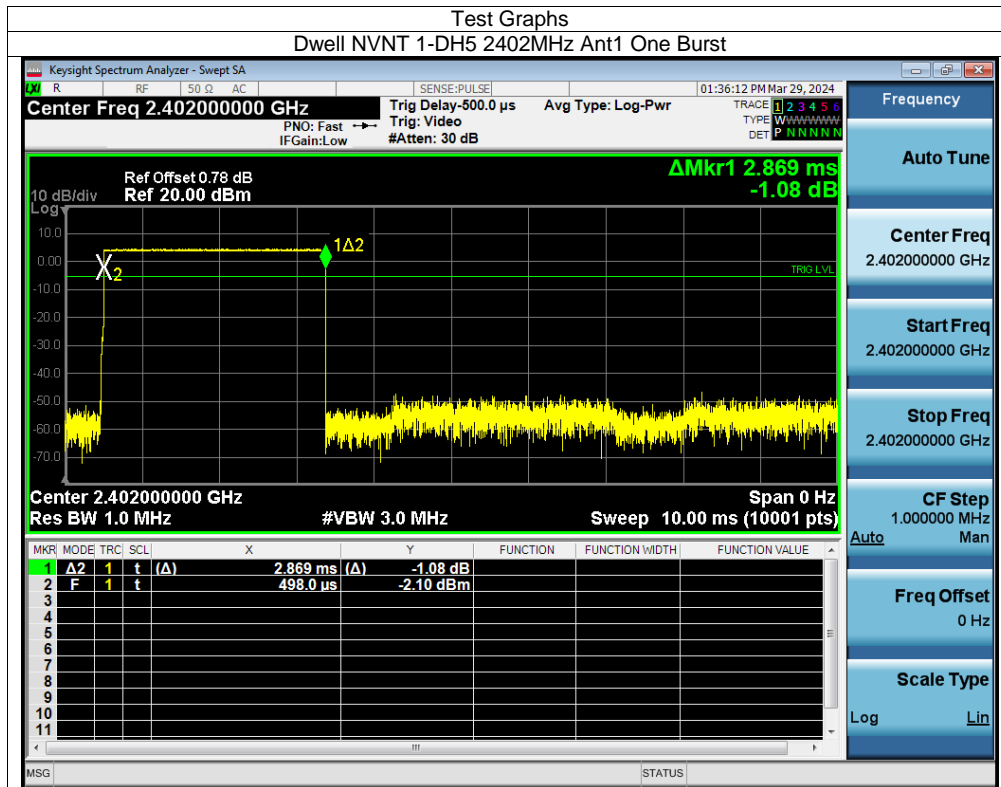 Test Graphs
Dwell NVNT 1-DH5 2402MHz Ant1 One Burst
Keysight Spectrum Analyzer - Swept SA
LXI R RF 50 Ω AC SENSE:PULSE 01:36:12 PM Mar 29, 2024
Center Freq 2.402000000 GHz
PNO: Fast
IFGain:Low
Trig Delay-500.0 µs
Trig: Video
#Atten: 30 dB
Avg Type: Log-Pwr
TRACE 1 2 3 4 5 6
TYPE WWWWWW
DET P N N N N N
ΔMkr1 2.869 ms
-1.08 dB
Ref Offset 0.78 dB
10 dB/div Ref 20.00 dBm
Log
10.0
0.00
-10.0
-20.0
-30.0
-40.0
-50.0
-60.0
-70.0
1Δ2
X2
TRIG LVL
Center 2.402000000 GHz Span 0 Hz
Res BW 1.0 MHz #VBW 3.0 MHz Sweep 10.00 ms (10001 pts)
MKR MODE TRC SCL X Y FUNCTION FUNCTION WIDTH FUNCTION VALUE
1 Δ2 1 t (Δ) 2.869 ms (Δ) -1.08 dB
2 F 1 t 498.0 µs -2.10 dBm
3
4
5
6
7
8
9
10
11
MSG STATUS
Frequency
Auto Tune
Center Freq
2.402000000 GHz
Start Freq
2.402000000 GHz
Stop Freq
2.402000000 GHz
CF Step
1.000000 MHz
Auto Man
Freq Offset
0 Hz
Scale Type
Log Lin